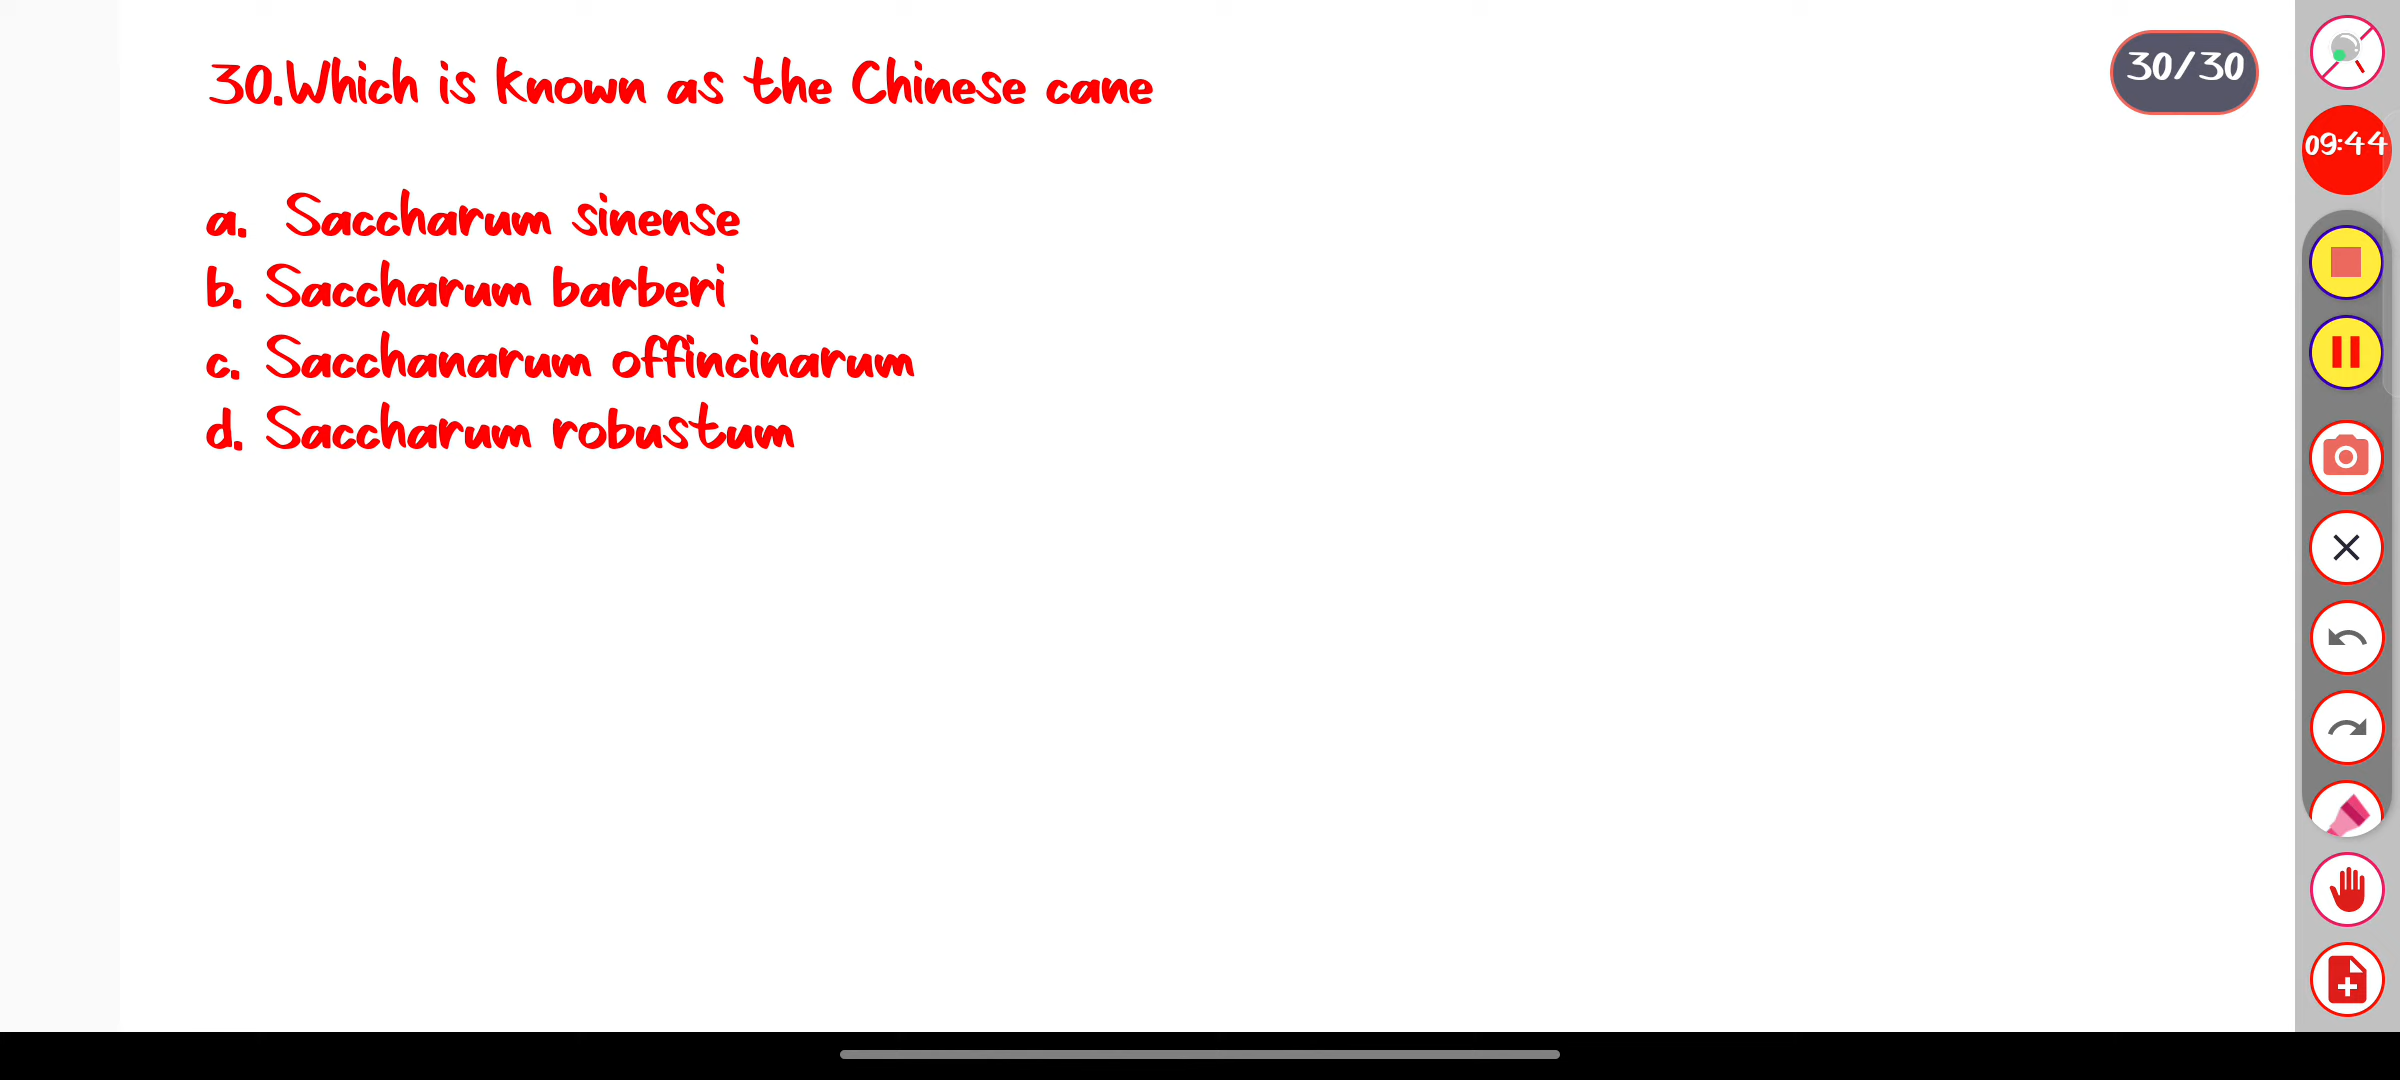 30.Which is known as the Chinese cane
30/30
09:44
a. Saccharum sinense
b. Saccharum barberi
c. Sacchanarum offincinarum
d. Saccharum robustum